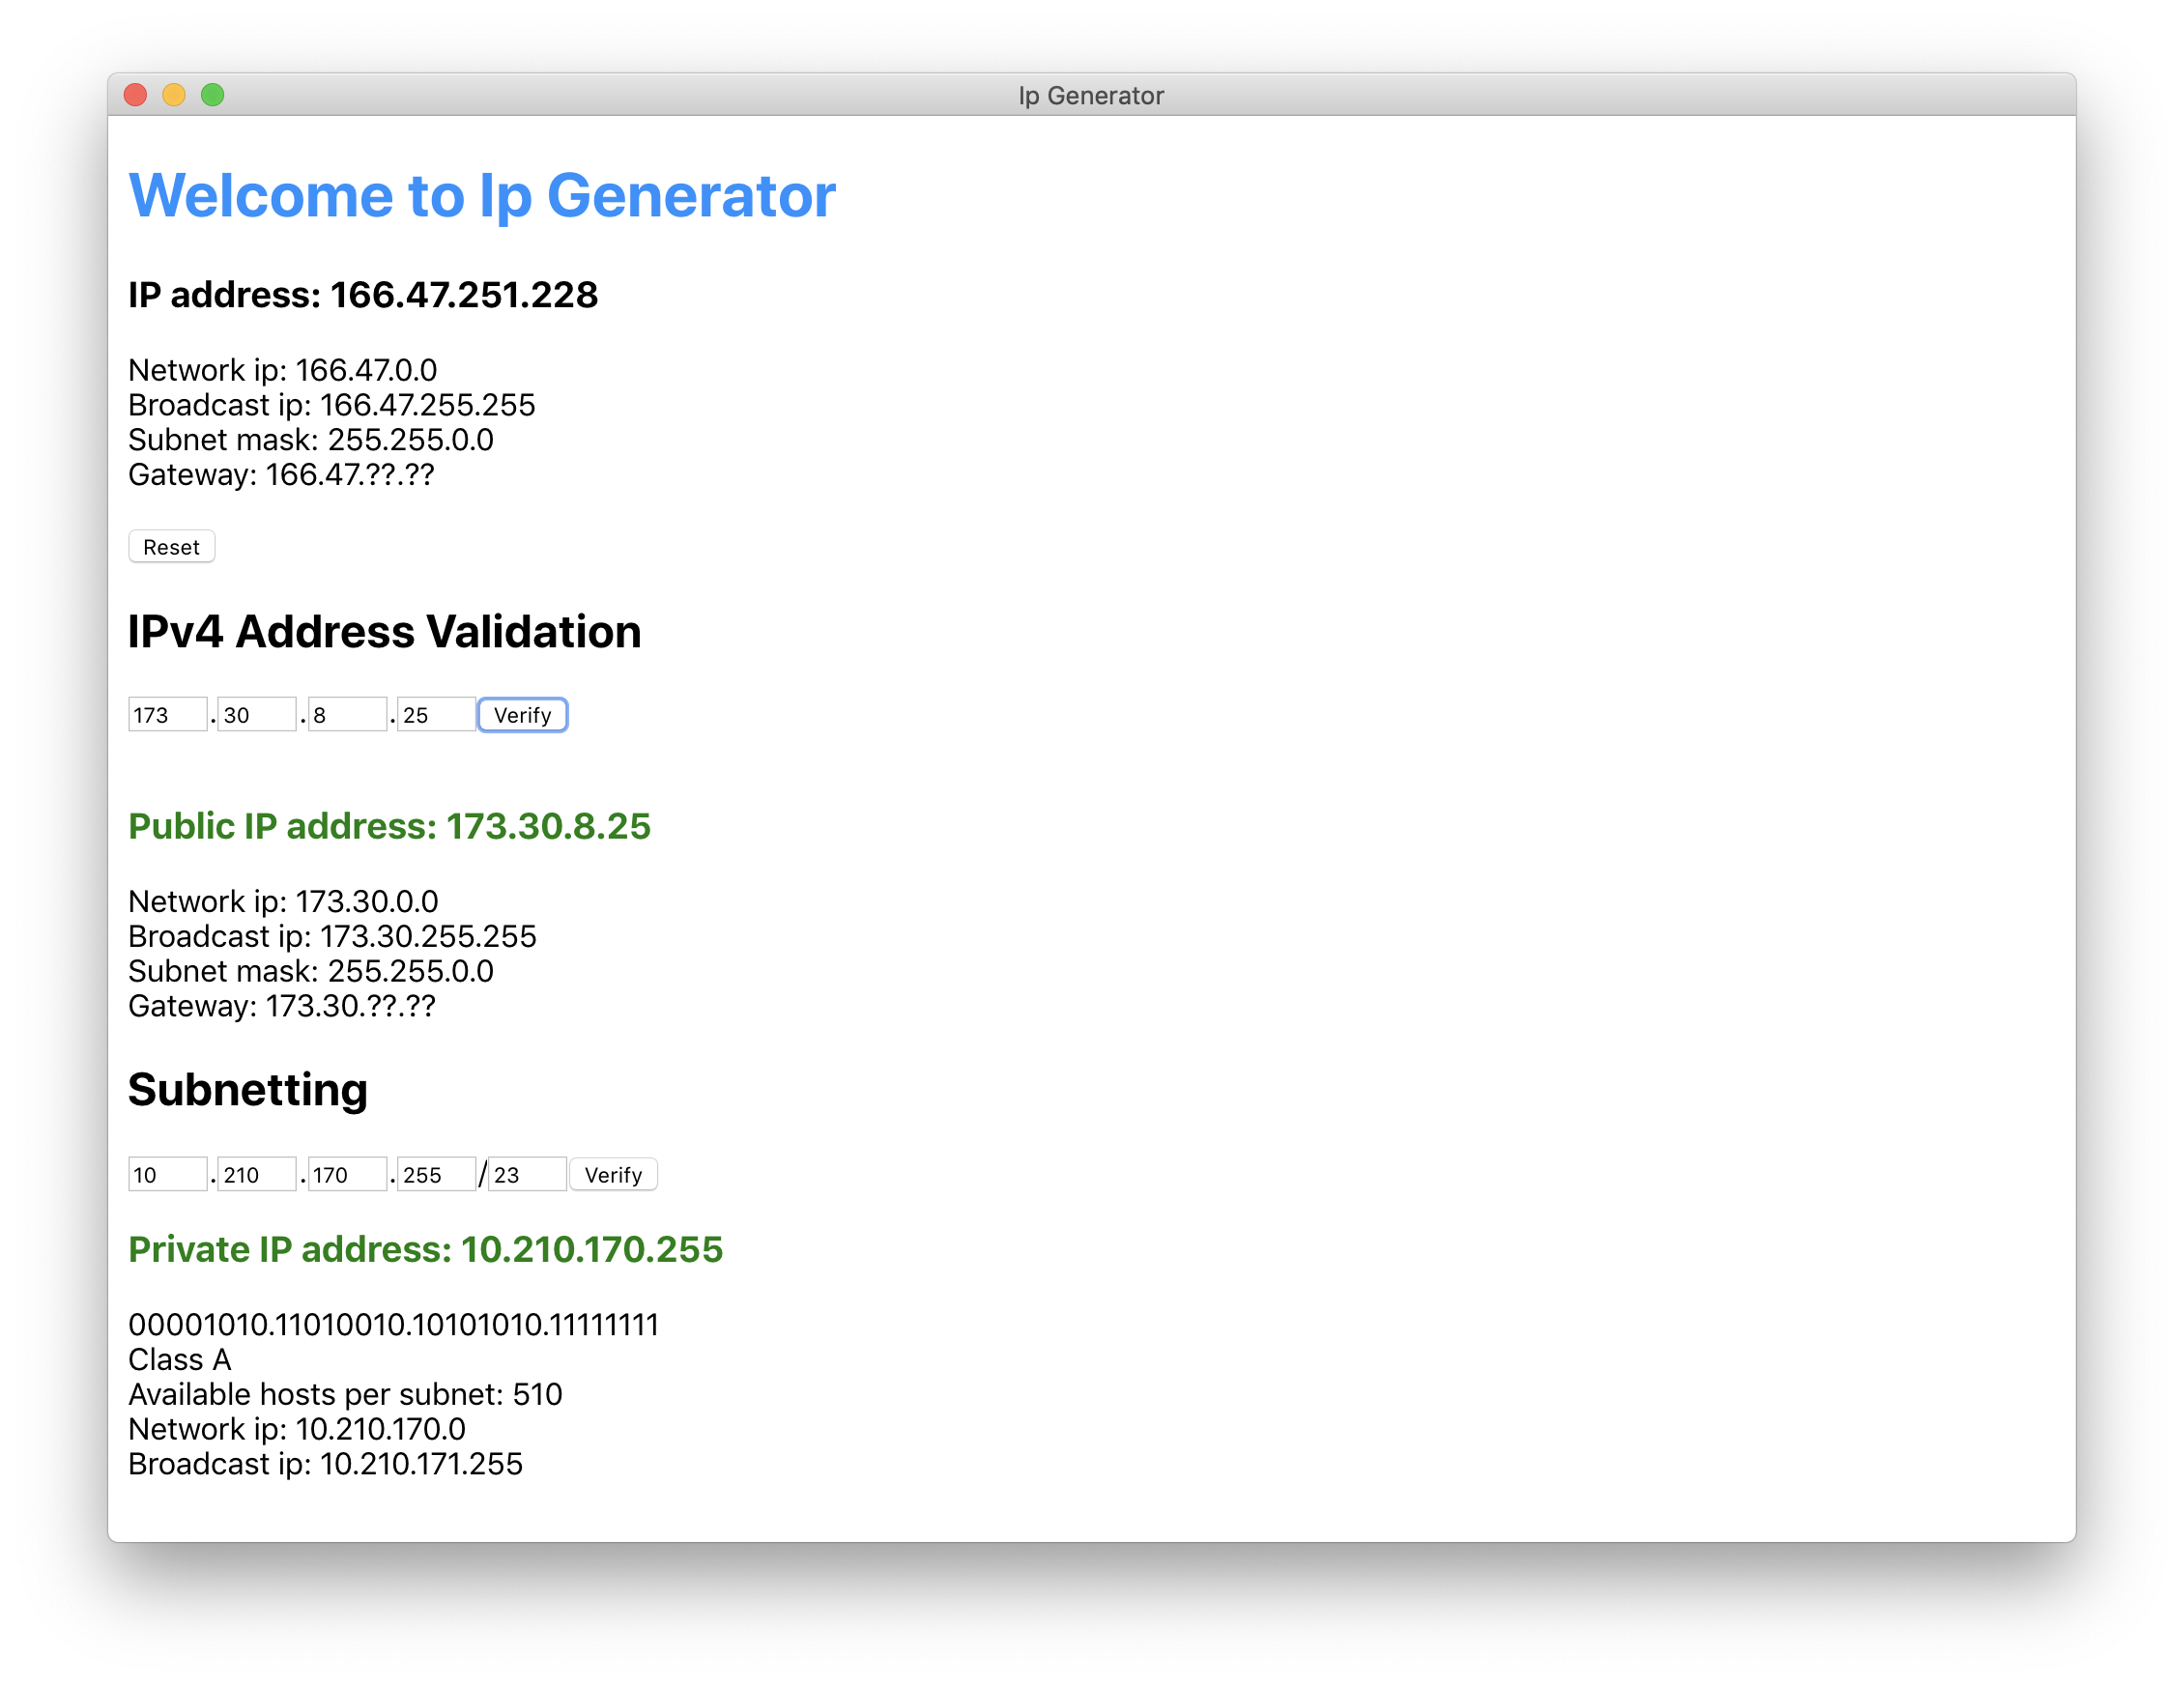 Ip Generator
Welcome to Ip Generator
IP address: 166.47.251.228
Network ip: 166.47.0.0
Broadcast ip: 166.47.255.255
Subnet mask: 255.255.0.0
Gateway: 166.47.??.??
Reset
IPv4 Address Validation
173 . 30 . 8 . 25 Verify
Public IP address: 173.30.8.25
Network ip: 173.30.0.0
Broadcast ip: 173.30.255.255
Subnet mask: 255.255.0.0
Gateway: 173.30.??.??
Subnetting
10 . 210 . 170 . 255 / 23 Verify
Private IP address: 10.210.170.255
00001010.11010010.10101010.11111111
Class A
Available hosts per subnet: 510
Network ip: 10.210.170.0
Broadcast ip: 10.210.171.255